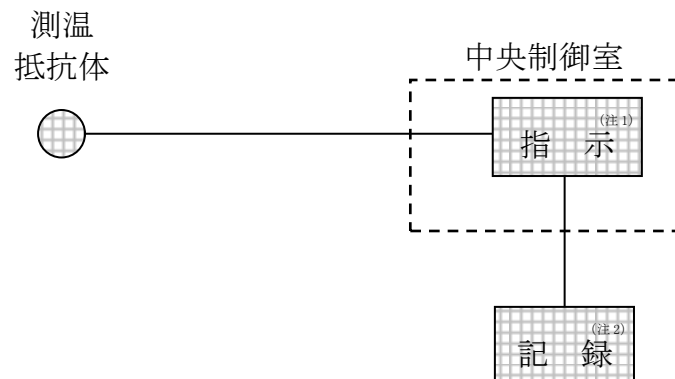 測温
抵抗体
中央制御室
(注1)
指　示
(注2)
記　録